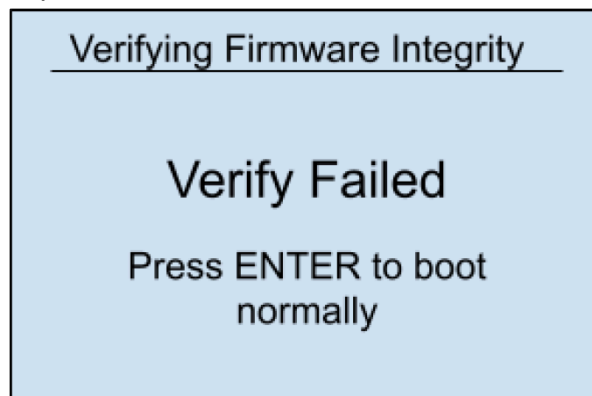 Verifying Firmware Integrity
Verify Failed
Press ENTER to boot
normally